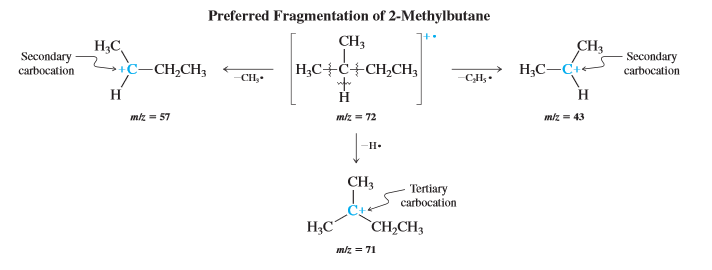 Preferred Fragmentation of 2-Methylbutane
H₃C
Secondary
carbocation
+C—CH₂CH₃
H
m/z = 57
—CH₃•
CH₃
+•
H₃C—C—CH₂CH₃
H
m/z = 72
—C₂H₅•
CH₃
H₃C—C+
H
Secondary
carbocation
m/z = 43
—H•
CH₃
Tertiary
carbocation
C+
H₃C
CH₂CH₃
m/z = 71